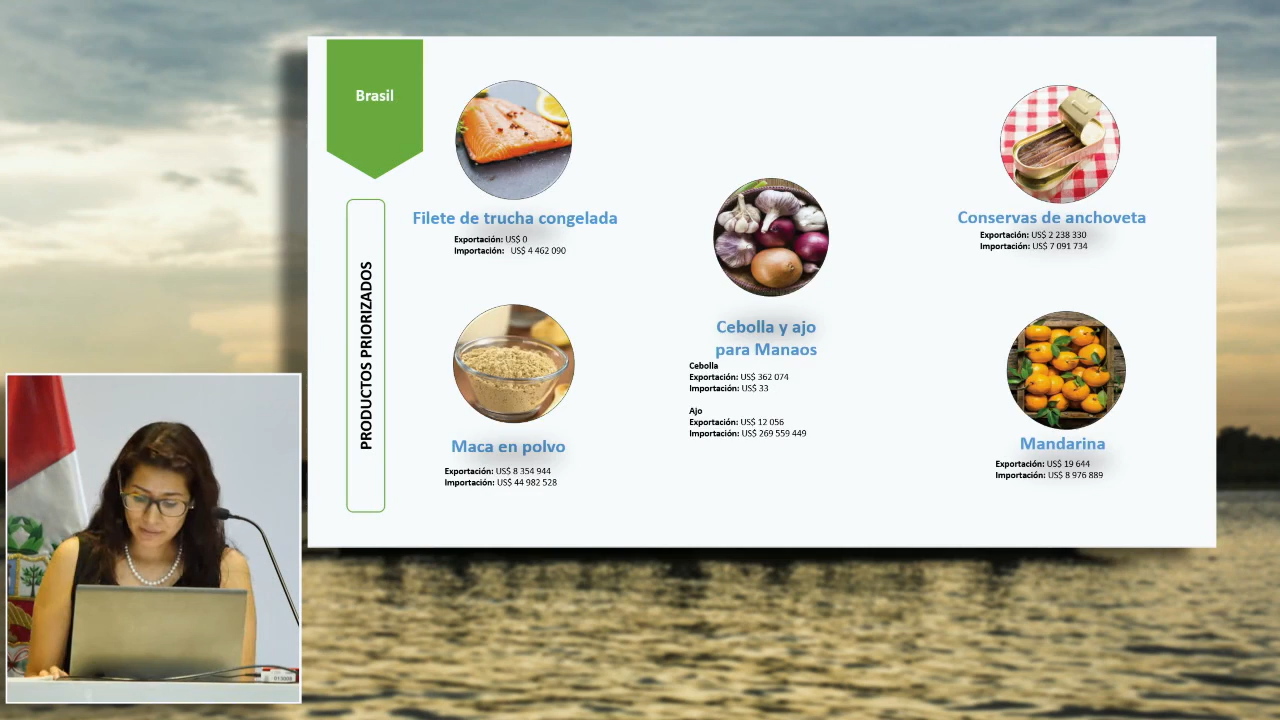 Brasil
PRODUCTOS PRIORIZADOS
Filete de trucha congelada
Exportación: US$ 0
Importación: US$ 4 462 090
Maca en polvo
Exportación: US$ 8 354 944
Importación: US$ 44 982 528
Cebolla y ajo
para Manaos
Cebolla
Exportación: US$ 362 074
Importación: US$ 33
Ajo
Exportación: US$ 12 056
Importación: US$ 269 559 449
Conservas de anchoveta
Exportación: US$ 2 238 330
Importación: US$ 7 091 734
Mandarina
Exportación: US$ 19 644
Importación: US$ 8 976 889